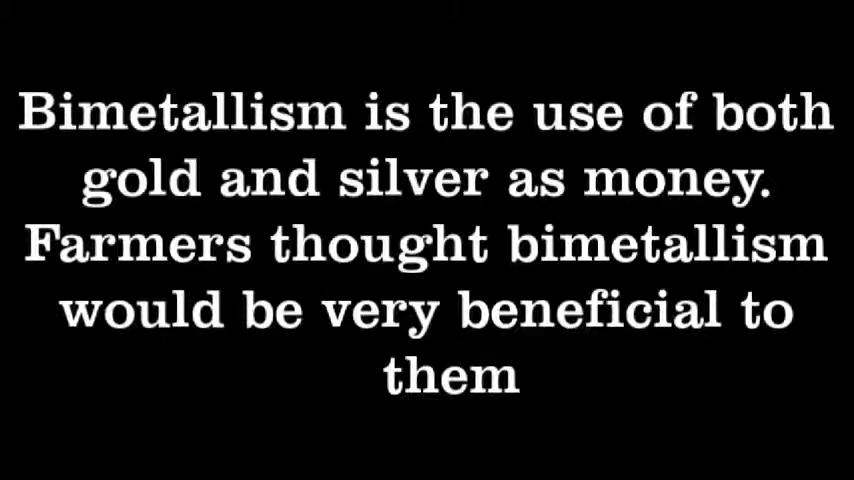 Bimetallism is the use of both
gold and silver as money.
Farmers thought bimetallism
would be very beneficial to
them